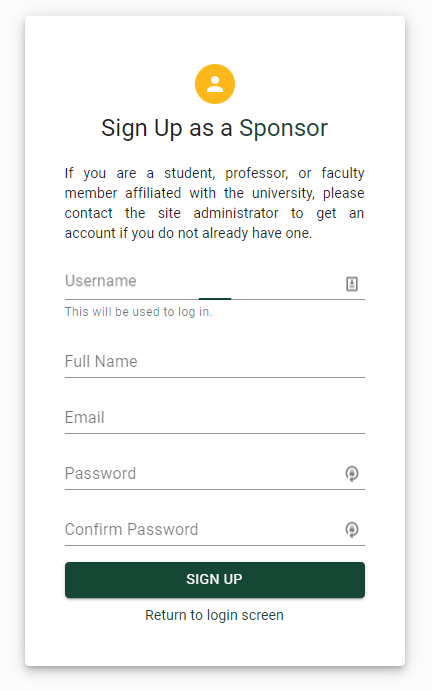 Sign Up as a Sponsor
If you are a student, professor, or faculty
member affiliated with the university, please
contact the site administrator to get an
account if you do not already have one.
Username
This will be used to log in.
Full Name
Email
Password
Confirm Password
SIGN UP
Return to login screen